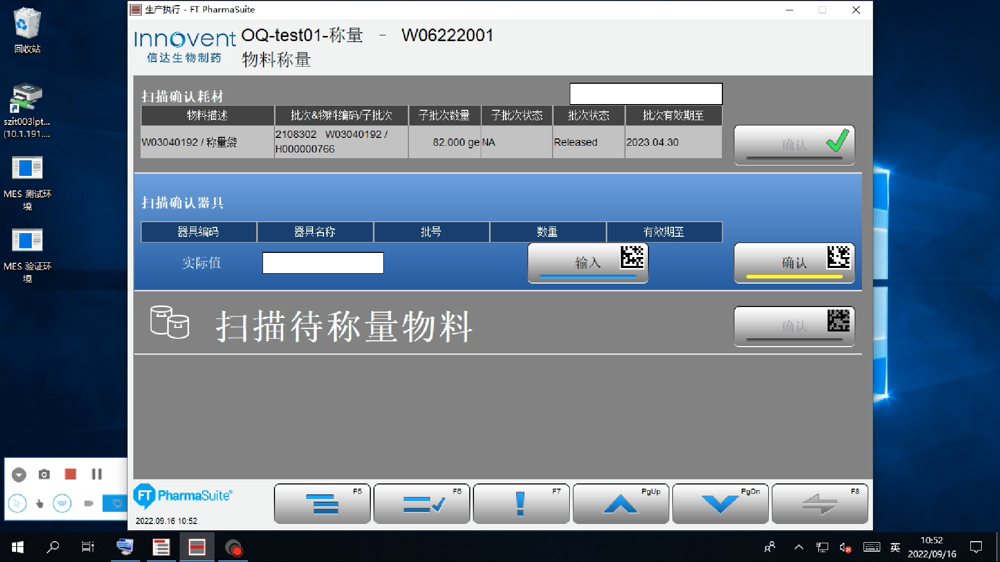 生产执行 - FT PharmaSuite
回收站
szit003lpt...
(10.1.191....
MES 测试环
境
MES 验证环
境
Innovent
信达生物制药
OQ-test01-称量 - W06222001
物料称量
扫描确认耗材
物料描述 批次&物料编码/子批次 子批次数量 子批次状态 批次状态 批次有效期至
W03040192 / 称量袋 2108302 W03040192 / H000000766 82.000 ge NA Released 2023.04.30
确认
扫描确认器具
器具编码 器具名称 批号 数量 有效期至
实际值 输入 确认
扫描待称量物料 确认
FT PharmaSuite®
2022.09.16 10:52
F5 F6 F7 PgUp PgDn F8
英
10:52
2022/09/16